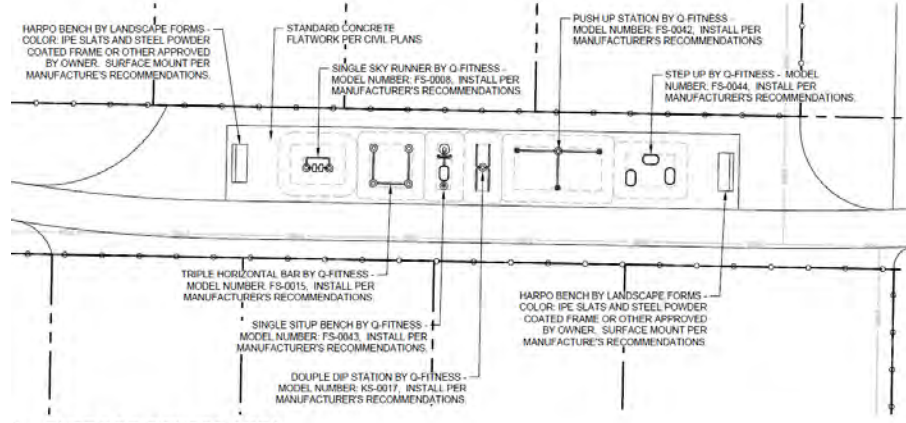 HARPO BENCH BY LANDSCAPE FORMS -
COLOR: IPE SLATS AND STEEL POWDER
COATED FRAME OR OTHER APPROVED
BY OWNER. SURFACE MOUNT PER
MANUFACTURE'S RECOMMENDATIONS.
STANDARD CONCRETE
FLATWORK PER CIVIL PLANS
SINGLE SKY RUNNER BY Q-FITNESS -
MODEL NUMBER: FS-0008, INSTALL PER
MANUFACTURER'S RECOMMENDATIONS.
PUSH UP STATION BY Q-FITNESS -
MODEL NUMBER: FS-0042, INSTALL PER
MANUFACTURER'S RECOMMENDATIONS.
STEP UP BY Q-FITNESS - MODEL
NUMBER: FS-0044, INSTALL PER
MANUFACTURER'S RECOMMENDATIONS.
TRIPLE HORIZONTAL BAR BY Q-FITNESS -
MODEL NUMBER: FS-0015, INSTALL PER
MANUFACTURER'S RECOMMENDATIONS.
SINGLE SITUP BENCH BY Q-FITNESS -
MODEL NUMBER: FS-0043, INSTALL PER
MANUFACTURER'S RECOMMENDATIONS.
DOUPLE DIP STATION BY Q-FITNESS -
MODEL NUMBER: KS-0017, INSTALL PER
MANUFACTURER'S RECOMMENDATIONS.
HARPO BENCH BY LANDSCAPE FORMS -
COLOR: IPE SLATS AND STEEL POWDER
COATED FRAME OR OTHER APPROVED
BY OWNER. SURFACE MOUNT PER
MANUFACTURE'S RECOMMENDATIONS.